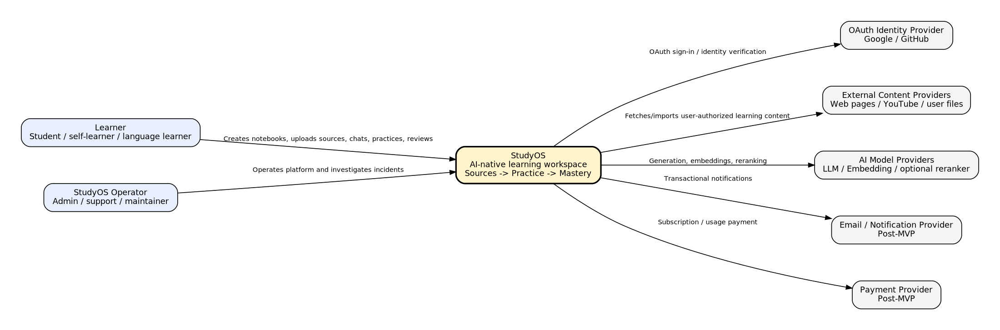 OAuth Identity Provider
Google / GitHub
OAuth sign-in / identity verification
External Content Providers
Web pages / YouTube / user files
Fetches/imports user-authorized learning content
Learner
Student / self-learner / language learner
Creates notebooks, uploads sources, chats, practices, reviews
StudyOS
AI-native learning workspace
Sources -> Practice -> Mastery
Generation, embeddings, reranking
AI Model Providers
LLM / Embedding / optional reranker
Operates platform and investigates incidents
StudyOS Operator
Admin / support / maintainer
Transactional notifications
Email / Notification Provider
Post-MVP
Subscription / usage payment
Payment Provider
Post-MVP